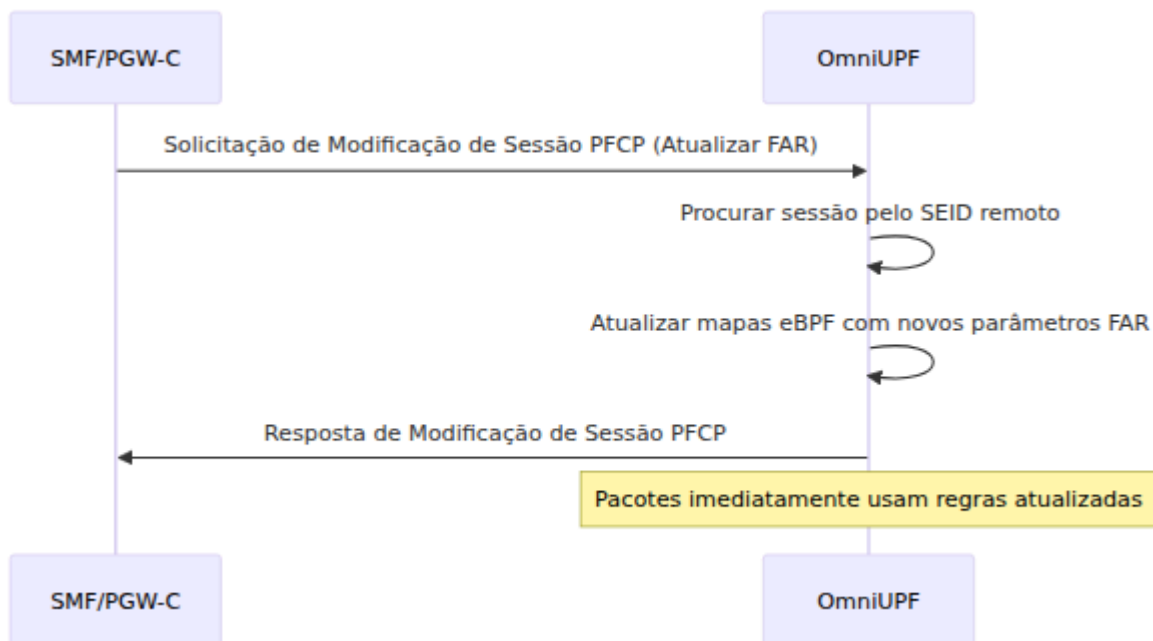 SMF/PGW-C
OmniUPF
Solicitação de Modificação de Sessão PFCP (Atualizar FAR)
Procurar sessão pelo SEID remoto
Atualizar mapas eBPF com novos parâmetros FAR
Resposta de Modificação de Sessão PFCP
Pacotes imediatamente usam regras atualizadas
SMF/PGW-C
OmniUPF